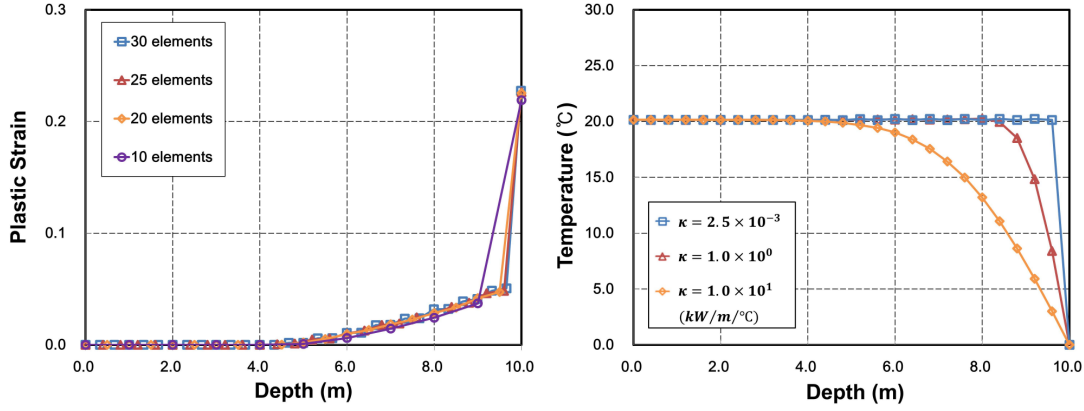 0.3
0.2
0.1
0.0
Plastic Strain
30 elements
25 elements
20 elements
10 elements
0.0 2.0 4.0 6.0 8.0 10.0
Depth (m)
30.0
25.0
20.0
15.0
10.0
5.0
0.0
Temperature (℃)
κ = 2.5 × 10⁻³
κ = 1.0 × 10⁰
κ = 1.0 × 10¹
(kW/m/℃)
0.0 2.0 4.0 6.0 8.0 10.0
Depth (m)